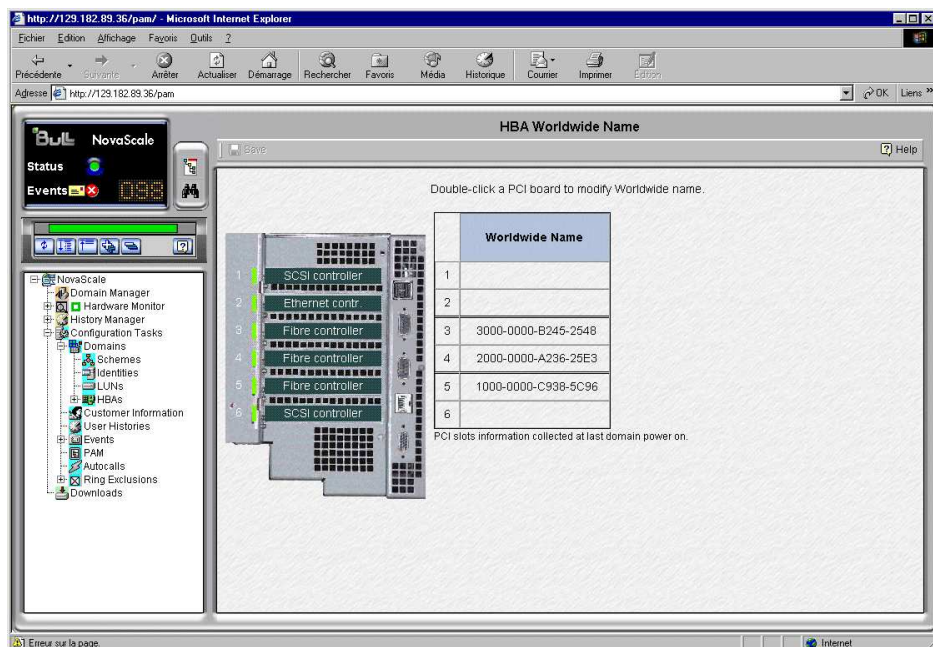 http://129.182.89.36/pam/ - Microsoft Internet Explorer
Fichier Edition Affichage Favoris Outils ?
Précédente Suivante Arrêter Actualiser Démarrage Rechercher Favoris Média Historique Courrier Imprimer Edition
Adresse http://129.182.89.36/pam OK Liens »
HBA Worldwide Name
Bull NovaScale
Save
Help
Status
Events
Double-click a PCI board to modify Worldwide name.
Worldwide Name
1 SCSI controller 1
2 Ethernet contr. 2
3 Fibre controller 3 3000-0000-B245-2548
4 Fibre controller 4 2000-0000-A236-25E3
5 Fibre controller 5 1000-0000-C938-5C96
6 SCSI controller 6
PCI slots information collected at last domain power on.
NovaScale
Domain Manager
Hardware Monitor
History Manager
Configuration Tasks
Domains
Schemes
Identities
LUNs
HBAs
Customer Information
User Histories
Events
PAM
Autocalls
Ring Exclusions
Downloads
Erreur sur la page.
Internet